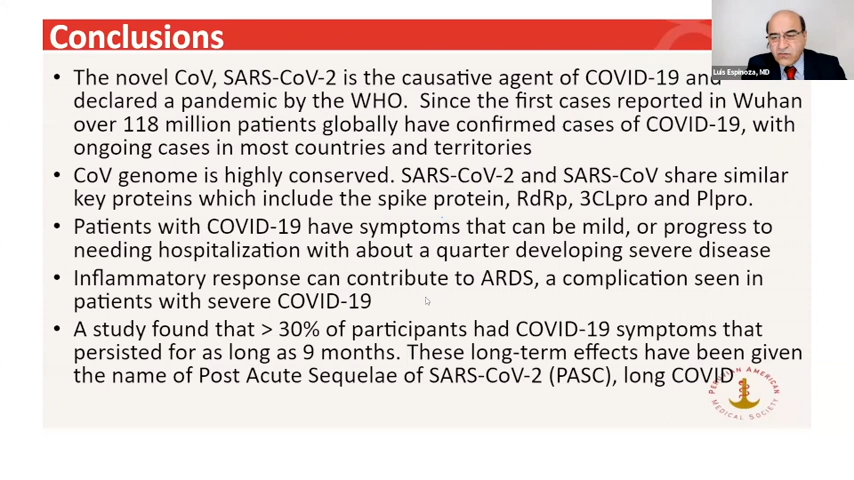 Conclusions
Luis Espinoza, MD
• The novel CoV, SARS-CoV-2 is the causative agent of COVID-19 and
declared a pandemic by the WHO.  Since the first cases reported in Wuhan
over 118 million patients globally have confirmed cases of COVID-19, with
ongoing cases in most countries and territories
• CoV genome is highly conserved. SARS-CoV-2 and SARS-CoV share similar
key proteins which include the spike protein, RdRp, 3CLpro and Plpro.
• Patients with COVID-19 have symptoms that can be mild, or progress to
needing hospitalization with about a quarter developing severe disease
• Inflammatory response can contribute to ARDS, a complication seen in
patients with severe COVID-19
• A study found that > 30% of participants had COVID-19 symptoms that
persisted for as long as 9 months. These long-term effects have been given
the name of Post Acute Sequelae of SARS-CoV-2 (PASC), long COVID
AMERICAN
MEDICAL SOCIETY